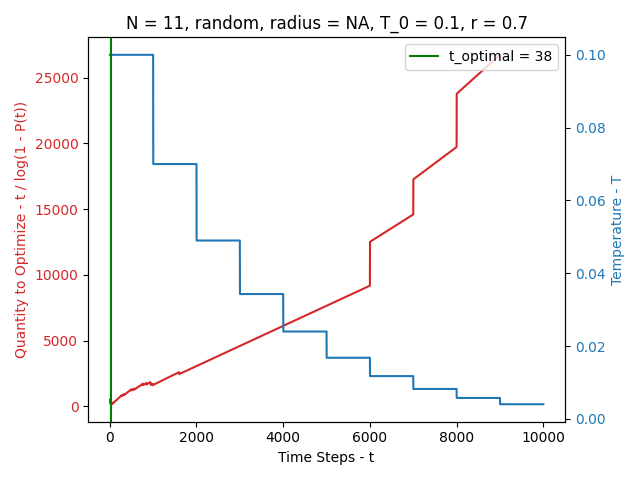 N = 11, random, radius = NA, T_0 = 0.1, r = 0.7
t_optimal = 38
Quantity to Optimize - t / log(1 - P(t))
25000
20000
15000
10000
5000
0
0.10
0.08
0.06
0.04
0.02
0.00
Temperature - T
0 2000 4000 6000 8000 10000
Time Steps - t